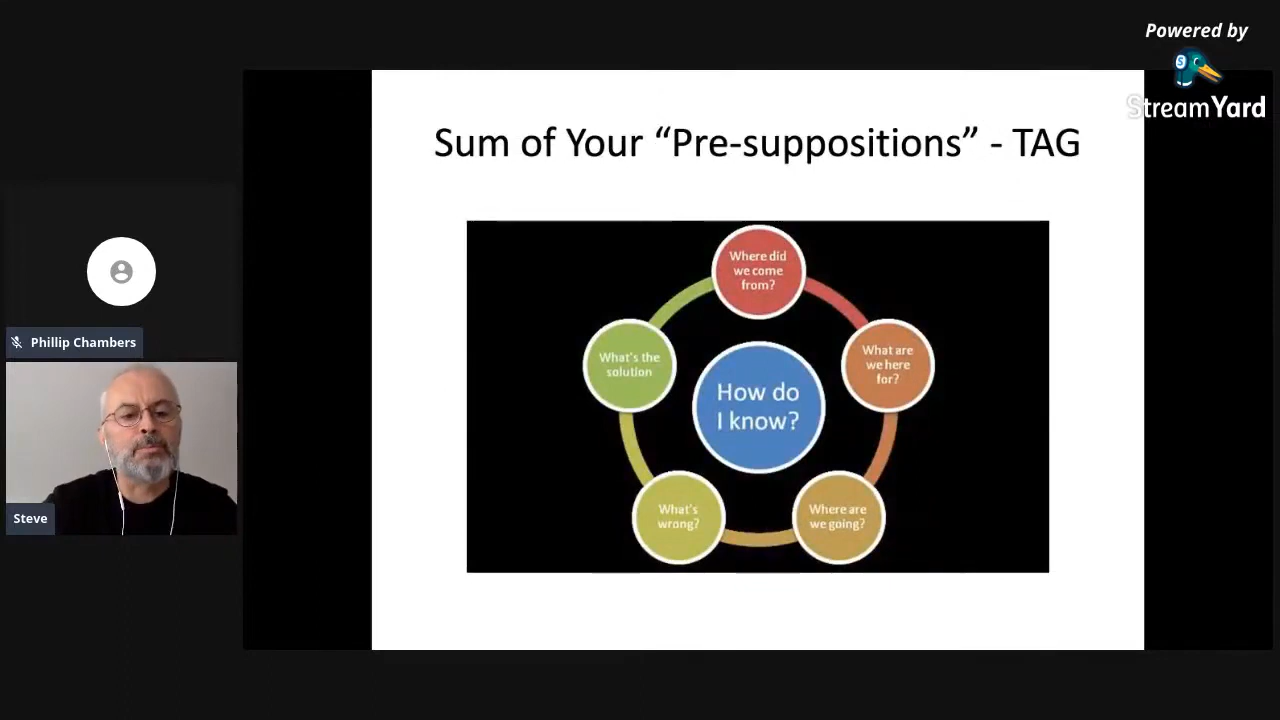 Powered by
StreamYard
Sum of Your “Pre-suppositions” - TAG
Where did
we come
from?
What's the
solution
What are
we here
for?
How do
I know?
What's
wrong?
Where are
we going?
Phillip Chambers
Steve